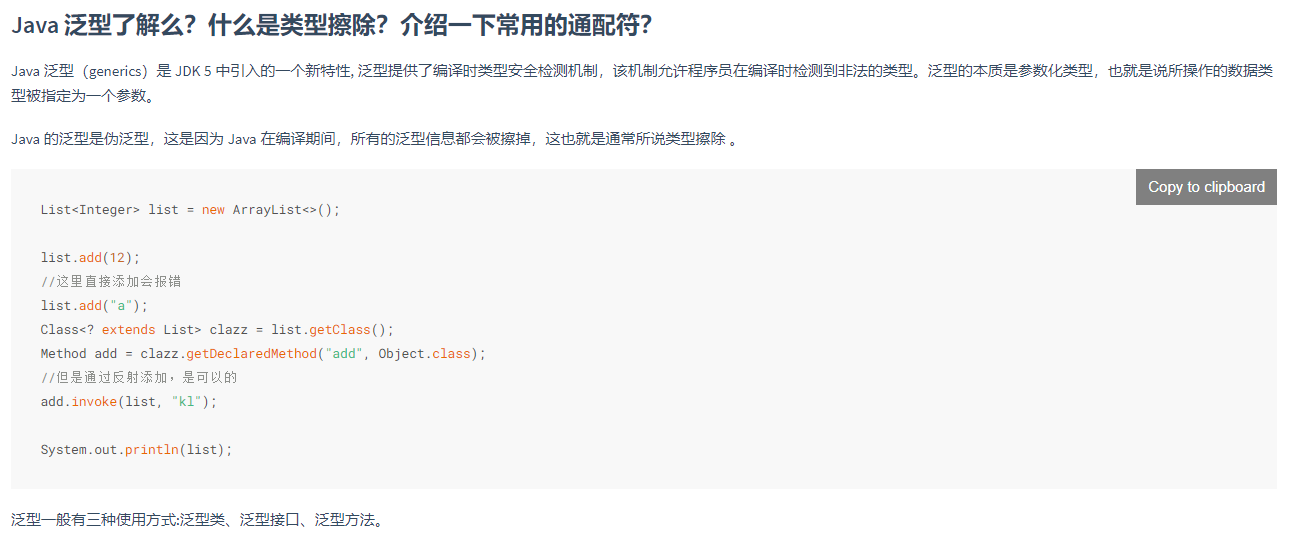 Java 泛型了解么？什么是类型擦除？介绍一下常用的通配符？
Java 泛型（generics）是 JDK 5 中引入的一个新特性, 泛型提供了编译时类型安全检测机制，该机制允许程序员在编译时检测到非法的类型。泛型的本质是参数化类型，也就是说所操作的数据类
型被指定为一个参数。
Java 的泛型是伪泛型，这是因为 Java 在编译期间，所有的泛型信息都会被擦掉，这也就是通常所说类型擦除 。
Copy to clipboard
List<Integer> list = new ArrayList<>();
list.add(12);
//这里直接添加会报错
list.add("a");
Class<? extends List> clazz = list.getClass();
Method add = clazz.getDeclaredMethod("add", Object.class);
//但是通过反射添加，是可以的
add.invoke(list, "kl");
System.out.println(list);
泛型一般有三种使用方式:泛型类、泛型接口、泛型方法。